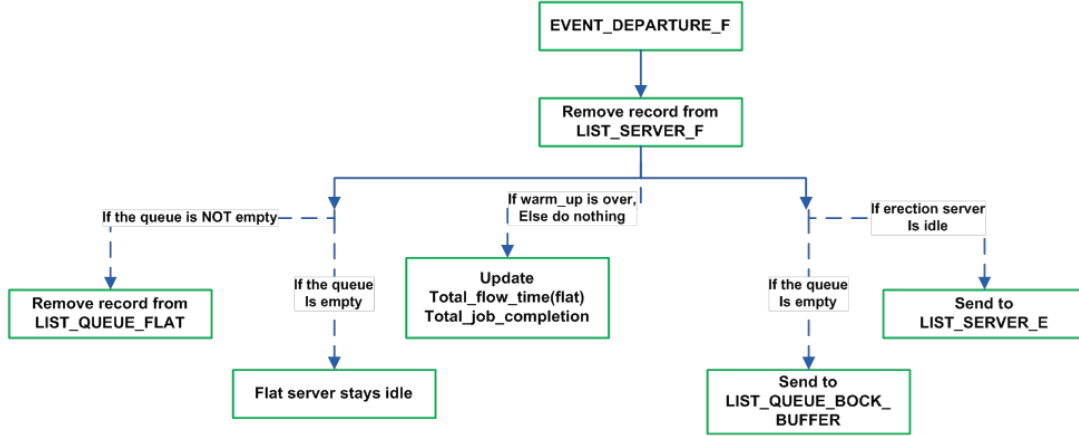 EVENT_DEPARTURE_F
Remove record from
LIST_SERVER_F
If warm_up is over,
Else do nothing
If the queue is NOT empty
If erection server
Is idle
If the queue
Is empty
If the queue
Is empty
Update
Total_flow_time(flat)
Total_job_completion
Remove record from
LIST_QUEUE_FLAT
Send to
LIST_SERVER_E
Flat server stays idle
Send to
LIST_QUEUE_BOCK_
BUFFER